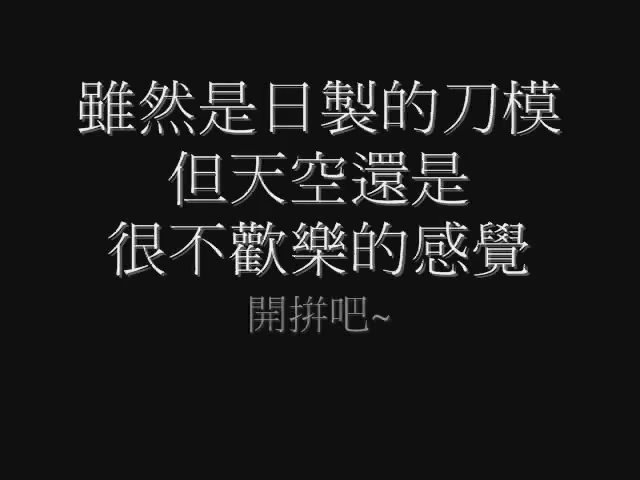 雖然是日製的刀模
但天空還是
很不歡樂的感覺
開拼吧~